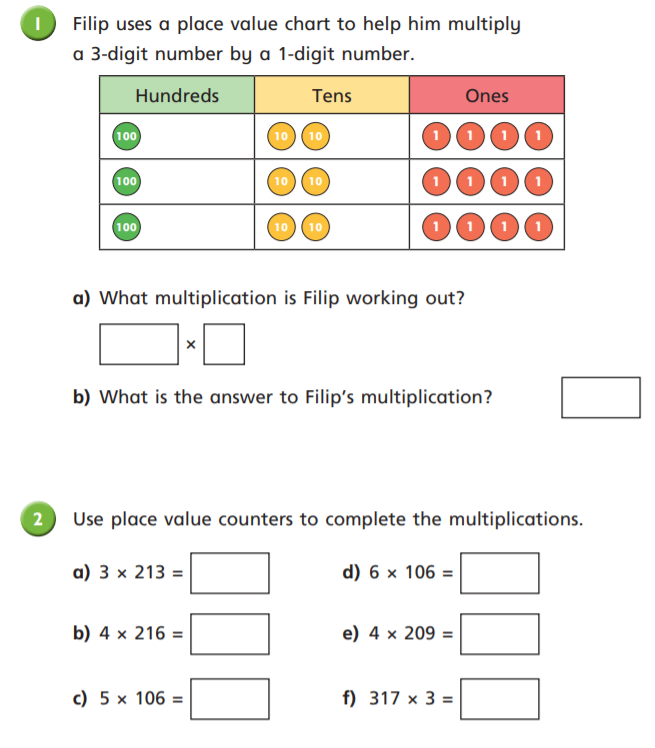 1 Filip uses a place value chart to help him multiply
a 3-digit number by a 1-digit number.
Hundreds Tens Ones
100 10 10 1 1 1 1
100 10 10 1 1 1 1
100 10 10 1 1 1 1
a) What multiplication is Filip working out?
×
b) What is the answer to Filip’s multiplication?
2 Use place value counters to complete the multiplications.
a) 3 × 213 = d) 6 × 106 =
b) 4 × 216 = e) 4 × 209 =
c) 5 × 106 = f) 317 × 3 =